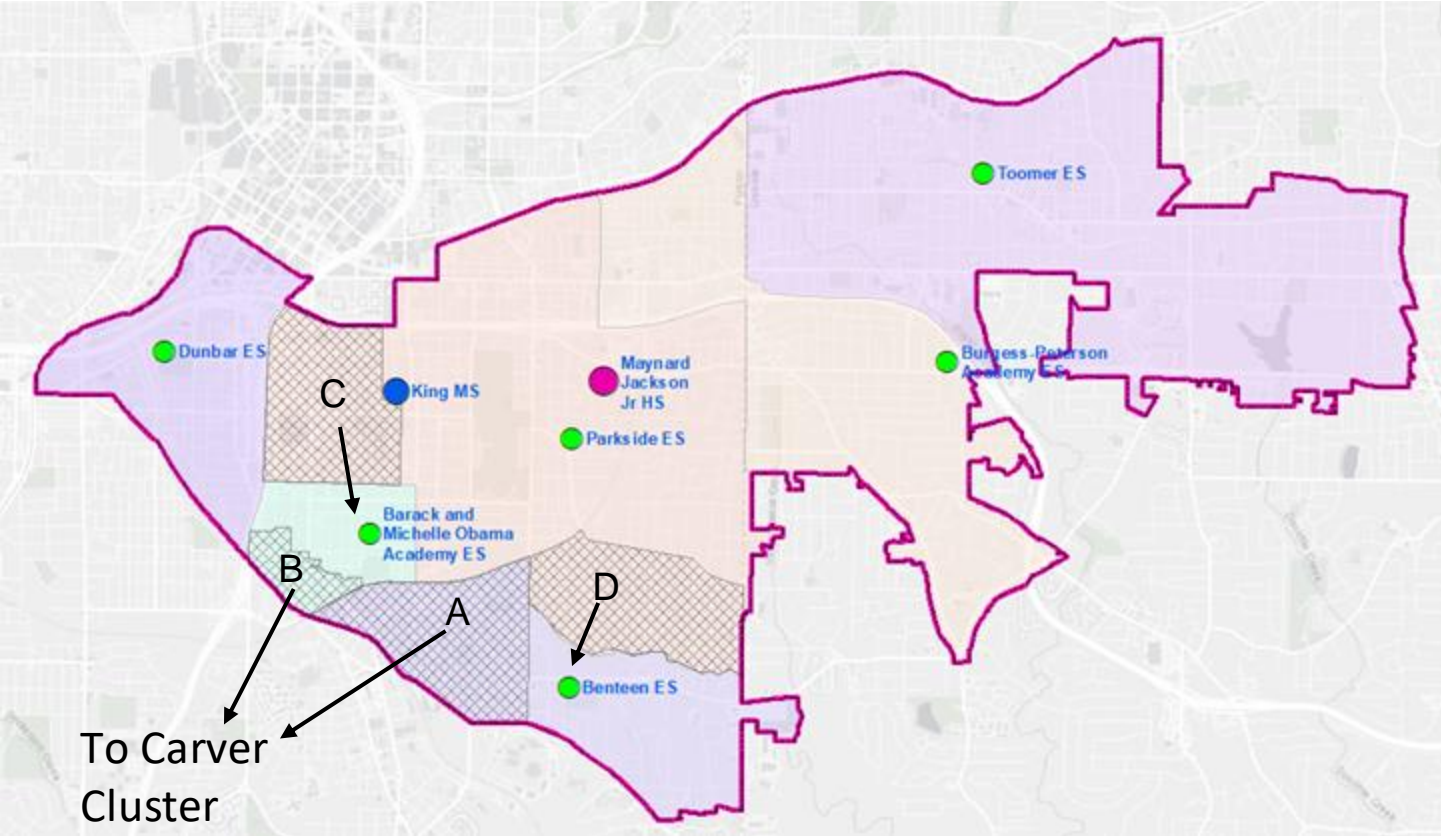 Toomer ES
Dunbar ES
Burgess-Peterson
Academy ES
Maynard
Jackson
Jr HS
C
King MS
Parkside ES
Barack and
Michelle Obama
Academy ES
B
D
A
Benteen ES
To Carver
Cluster